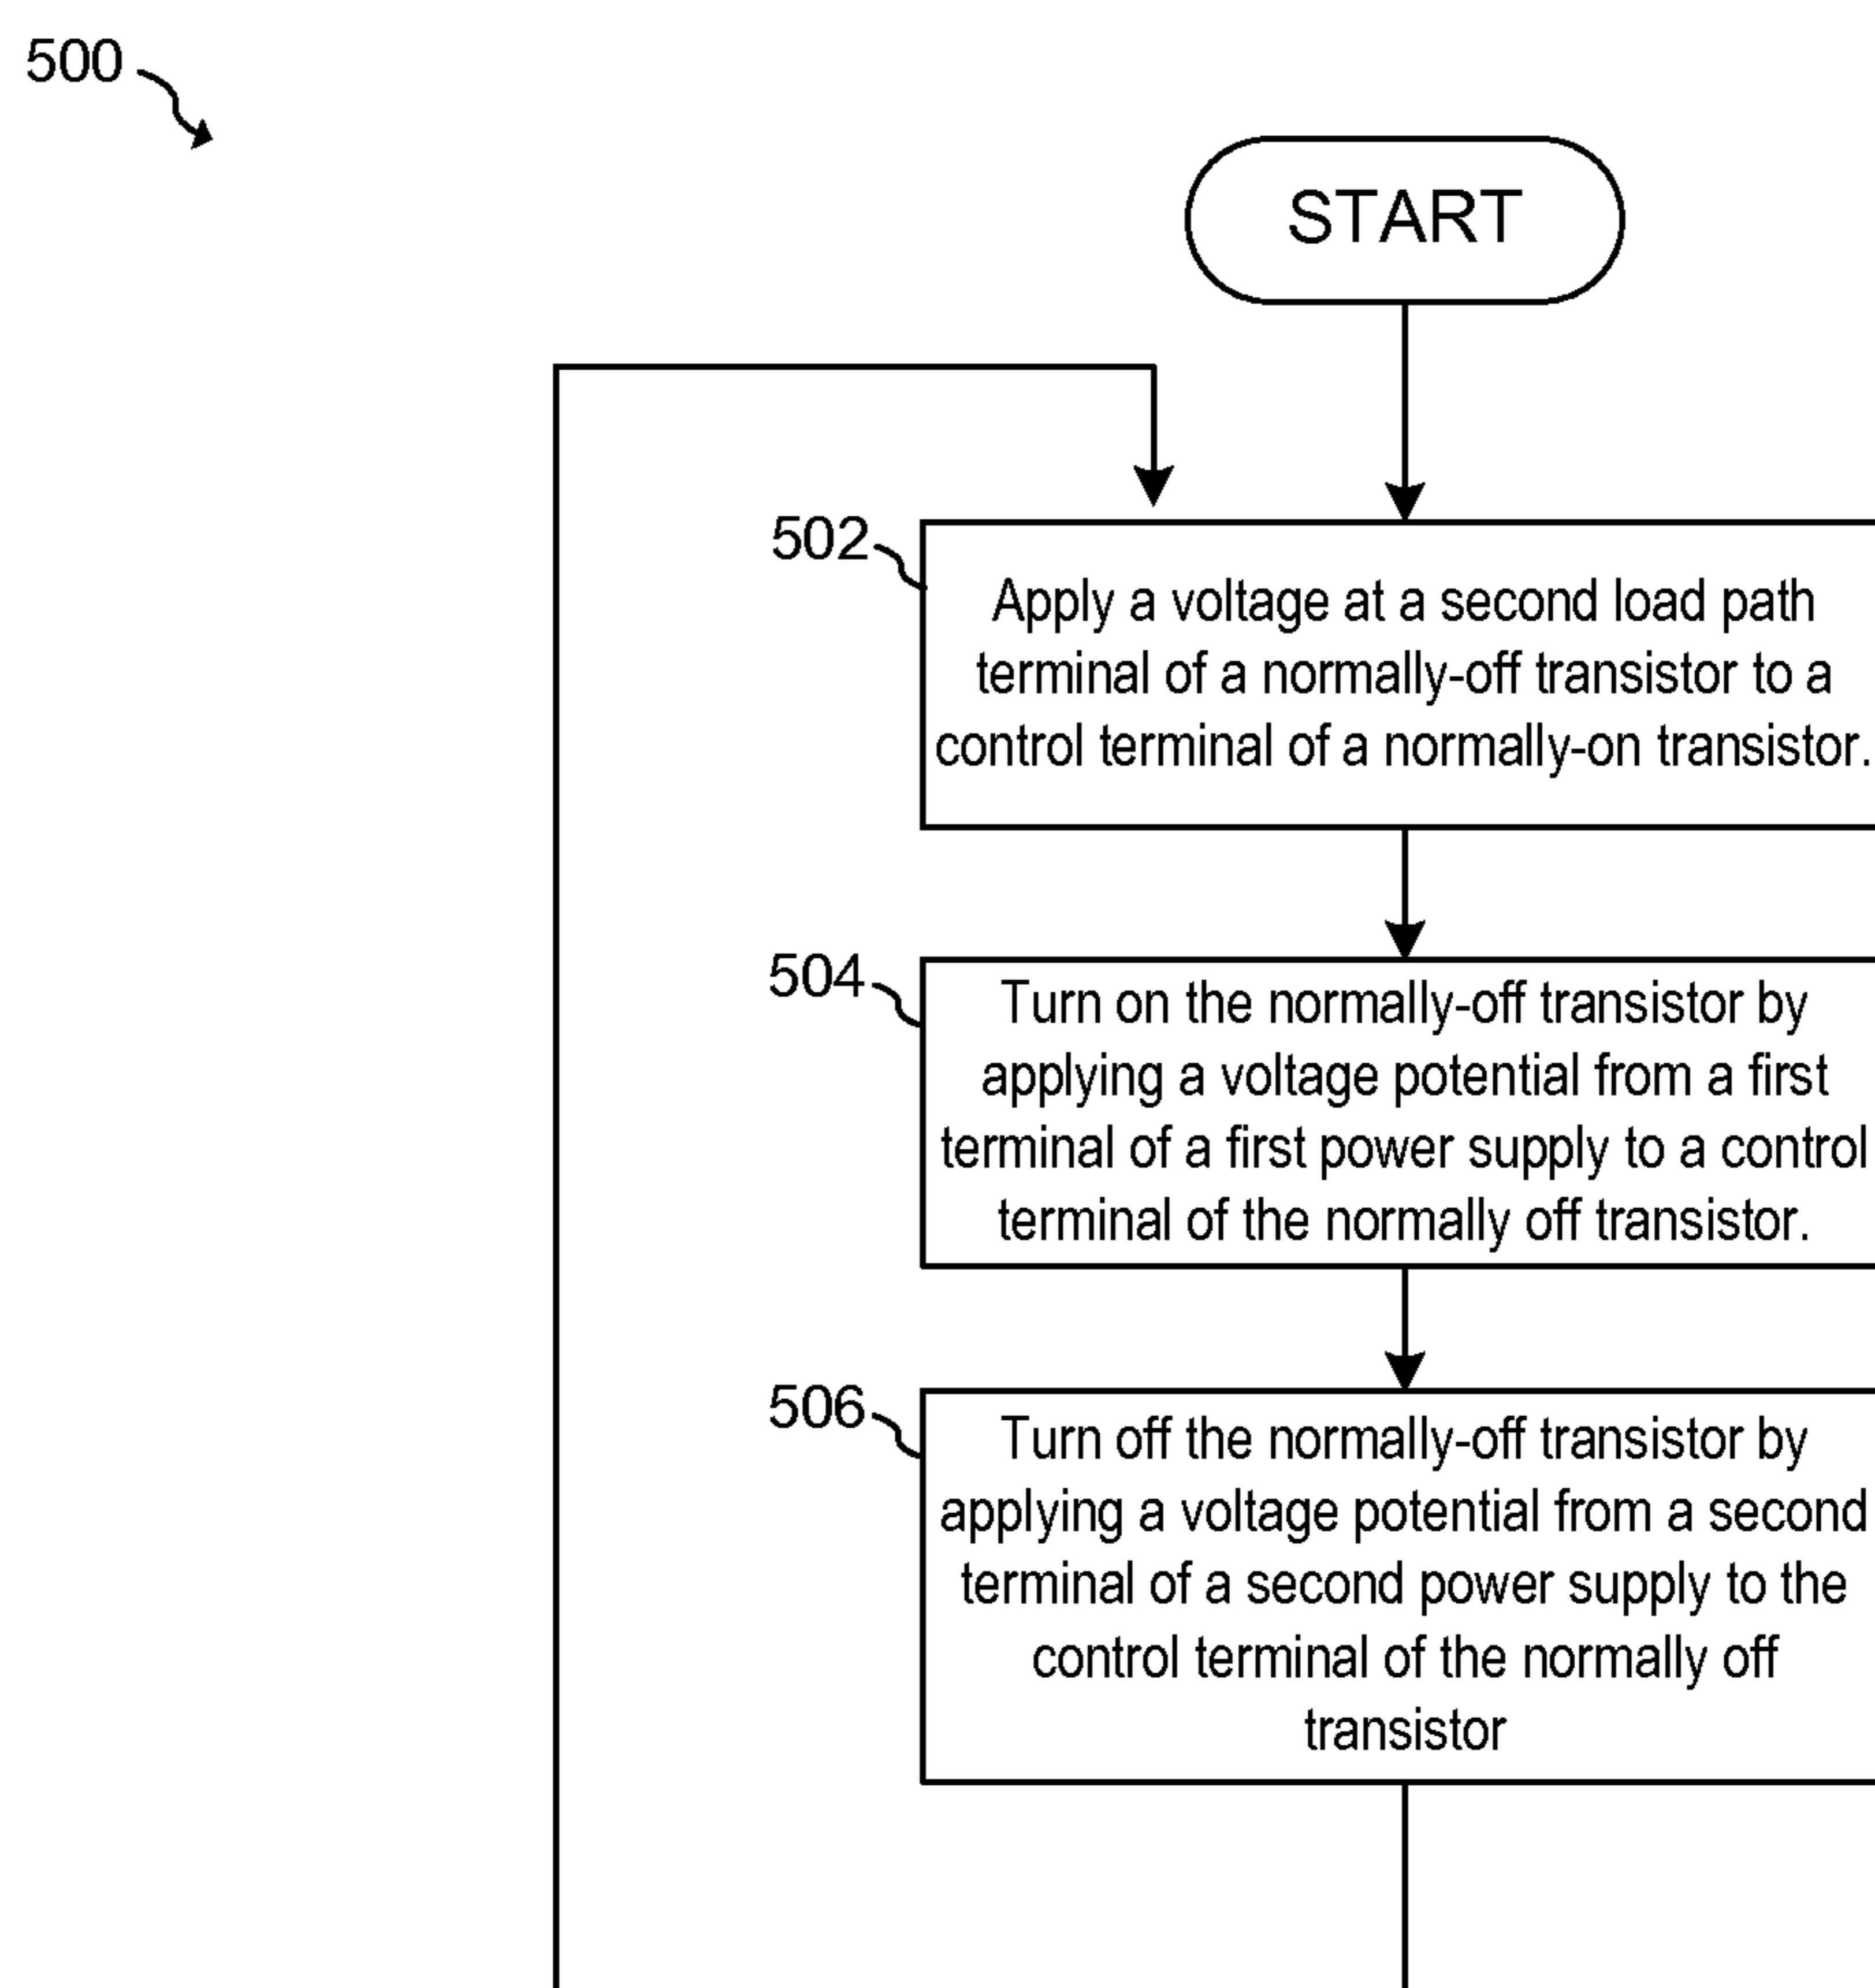 500
START
502
Apply a voltage at a second load path
terminal of a normally-off transistor to a
control terminal of a normally-on transistor.
504
Turn on the normally-off transistor by
applying a voltage potential from a first
terminal of a first power supply to a control
terminal of the normally off transistor.
506
Turn off the normally-off transistor by
applying a voltage potential from a second
terminal of a second power supply to the
control terminal of the normally off
transistor